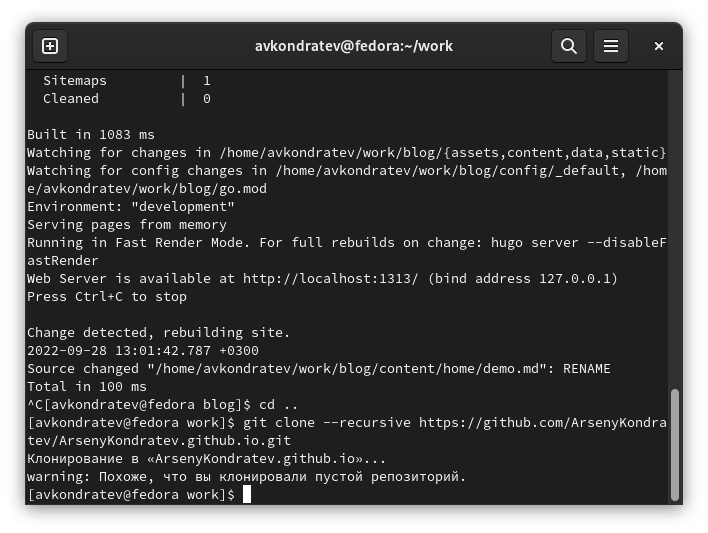 avkondratev@fedora:~/work
Sitemaps | 1
Cleaned | 0
Built in 1083 ms
Watching for changes in /home/avkondratev/work/blog/{assets,content,data,static}
Watching for config changes in /home/avkondratev/work/blog/config/_default, /hom
e/avkondratev/work/blog/go.mod
Environment: "development"
Serving pages from memory
Running in Fast Render Mode. For full rebuilds on change: hugo server --disableF
astRender
Web Server is available at http://localhost:1313/ (bind address 127.0.0.1)
Press Ctrl+C to stop
Change detected, rebuilding site.
2022-09-28 13:01:42.787 +0300
Source changed "/home/avkondratev/work/blog/content/home/demo.md": RENAME
Total in 100 ms
^C[avkondratev@fedora blog]$ cd ..
[avkondratev@fedora work]$ git clone --recursive https://github.com/ArsenyKondra
tev/ArsenyKondratev.github.io.git
Клонирование в «ArsenyKondratev.github.io»...
warning: Похоже, что вы клонировали пустой репозиторий.
[avkondratev@fedora work]$